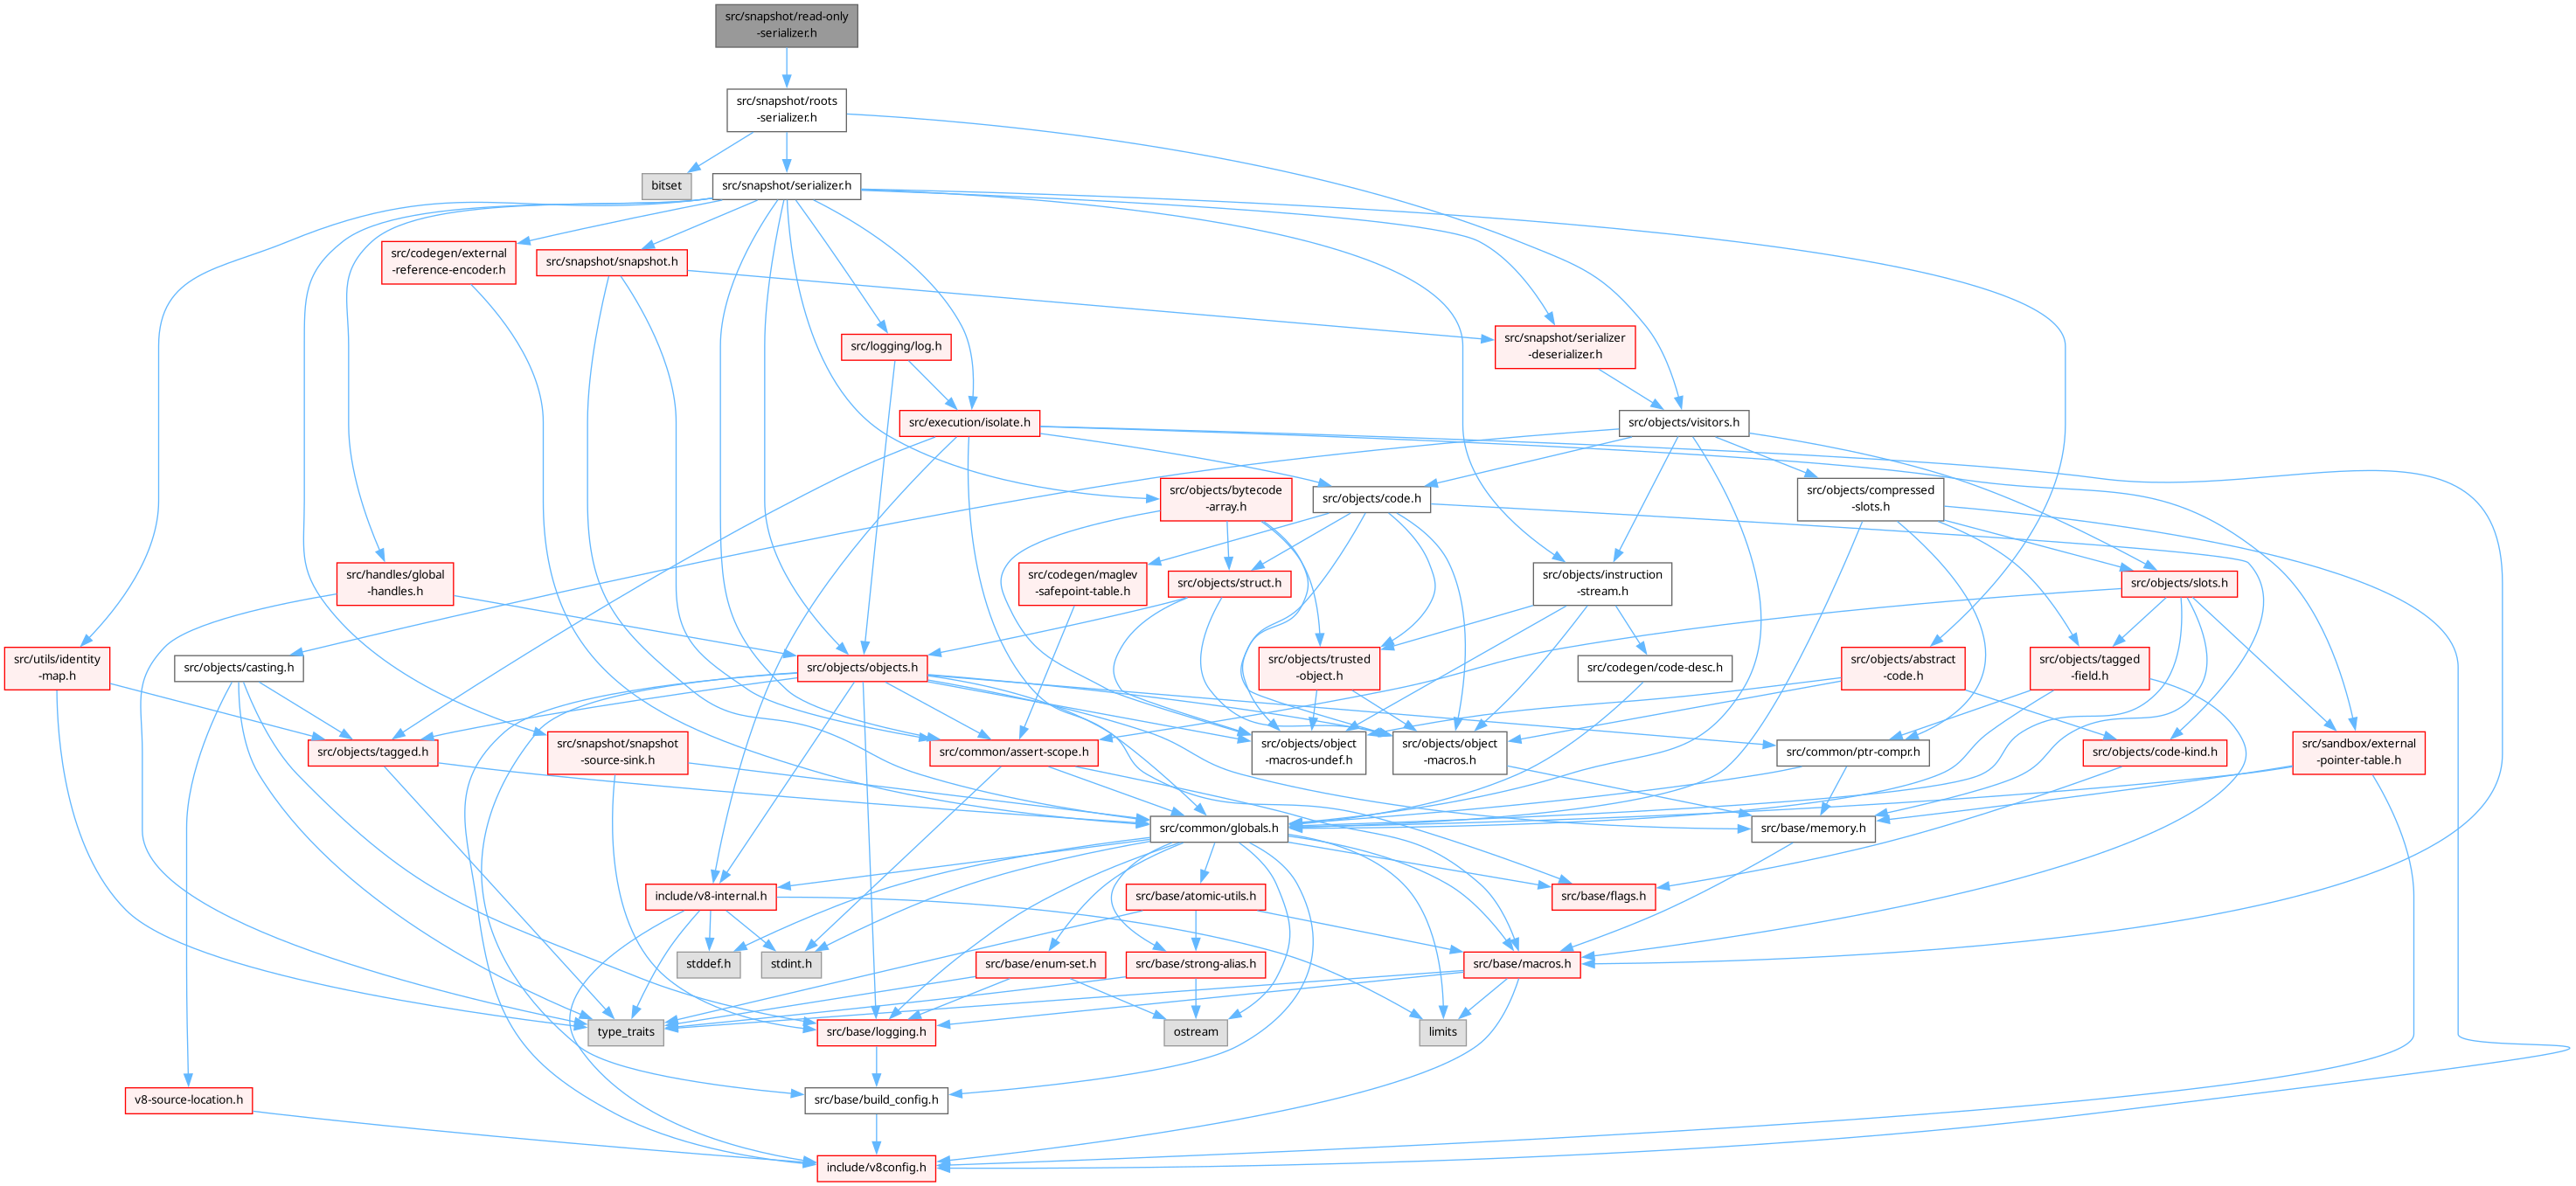 src/snapshot/read-only
-serializer.h
src/snapshot/roots
-serializer.h
bitset
src/snapshot/serializer.h
src/codegen/external
-reference-encoder.h
src/snapshot/snapshot.h
src/logging/log.h
src/snapshot/serializer
-deserializer.h
src/execution/isolate.h
src/objects/visitors.h
src/objects/bytecode
-array.h
src/objects/code.h
src/objects/compressed
-slots.h
src/handles/global
-handles.h
src/codegen/maglev
-safepoint-table.h
src/objects/struct.h
src/objects/instruction
-stream.h
src/objects/slots.h
src/utils/identity
-map.h
src/objects/casting.h
src/objects/objects.h
src/objects/trusted
-object.h
src/codegen/code-desc.h
src/objects/abstract
-code.h
src/objects/tagged
-field.h
src/objects/tagged.h
src/snapshot/snapshot
-source-sink.h
src/common/assert-scope.h
src/objects/object
-macros-undef.h
src/objects/object
-macros.h
src/common/ptr-compr.h
src/objects/code-kind.h
src/sandbox/external
-pointer-table.h
src/common/globals.h
src/base/memory.h
include/v8-internal.h
src/base/atomic-utils.h
src/base/flags.h
stddef.h
stdint.h
src/base/enum-set.h
src/base/strong-alias.h
src/base/macros.h
type_traits
src/base/logging.h
ostream
limits
v8-source-location.h
src/base/build_config.h
include/v8config.h